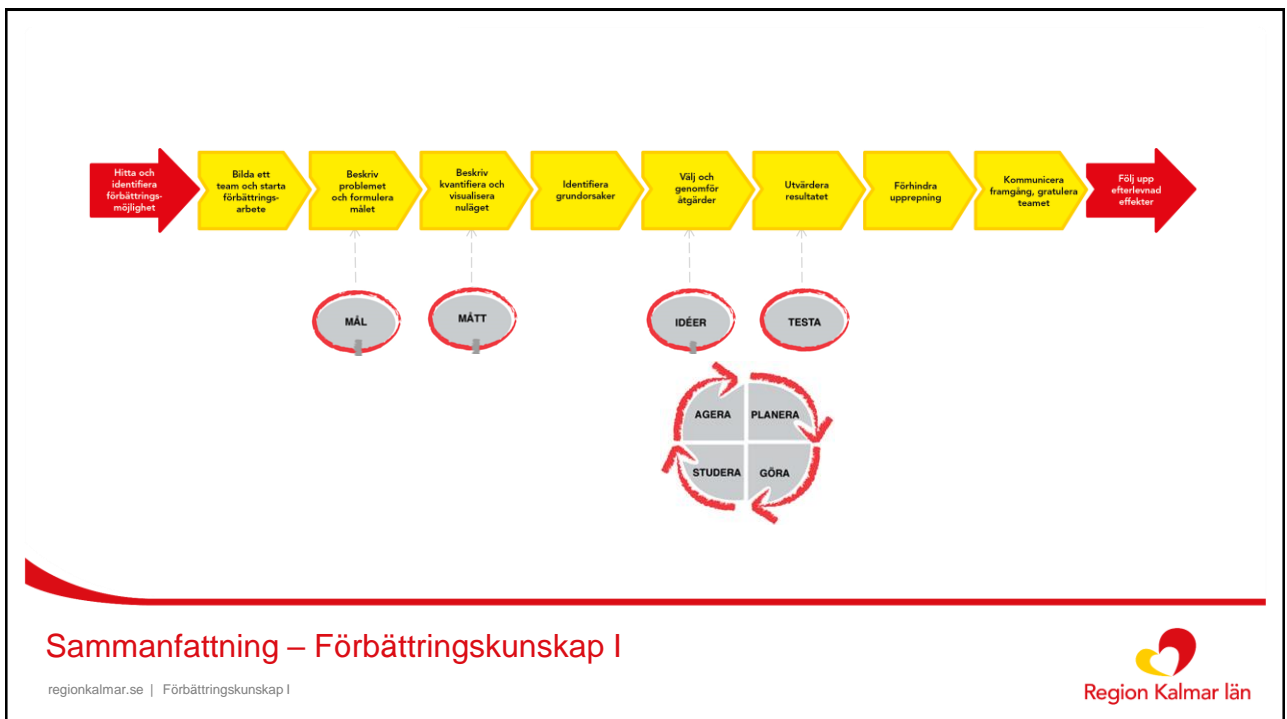 Hitta och
identifiera
förbättrings-
möjlighet
Bilda ett
team och starta
förbättrings-
arbete
Beskriv
problemet
och formulera
målet
Beskriv
kvantifiera och
visualisera
nuläget
Identifiera
grundorsaker
Välj och
genomför
åtgärder
Utvärdera
resultatet
Förhindra
upprepning
Kommunicera
framgång, gratulera
teamet
Följ upp
efterlevnad
effekter
MÅL
MÅTT
IDÉER
TESTA
AGERA
PLANERA
STUDERA
GÖRA
Sammanfattning – Förbättringskunskap I
regionkalmar.se | Förbättringskunskap I
Region Kalmar län